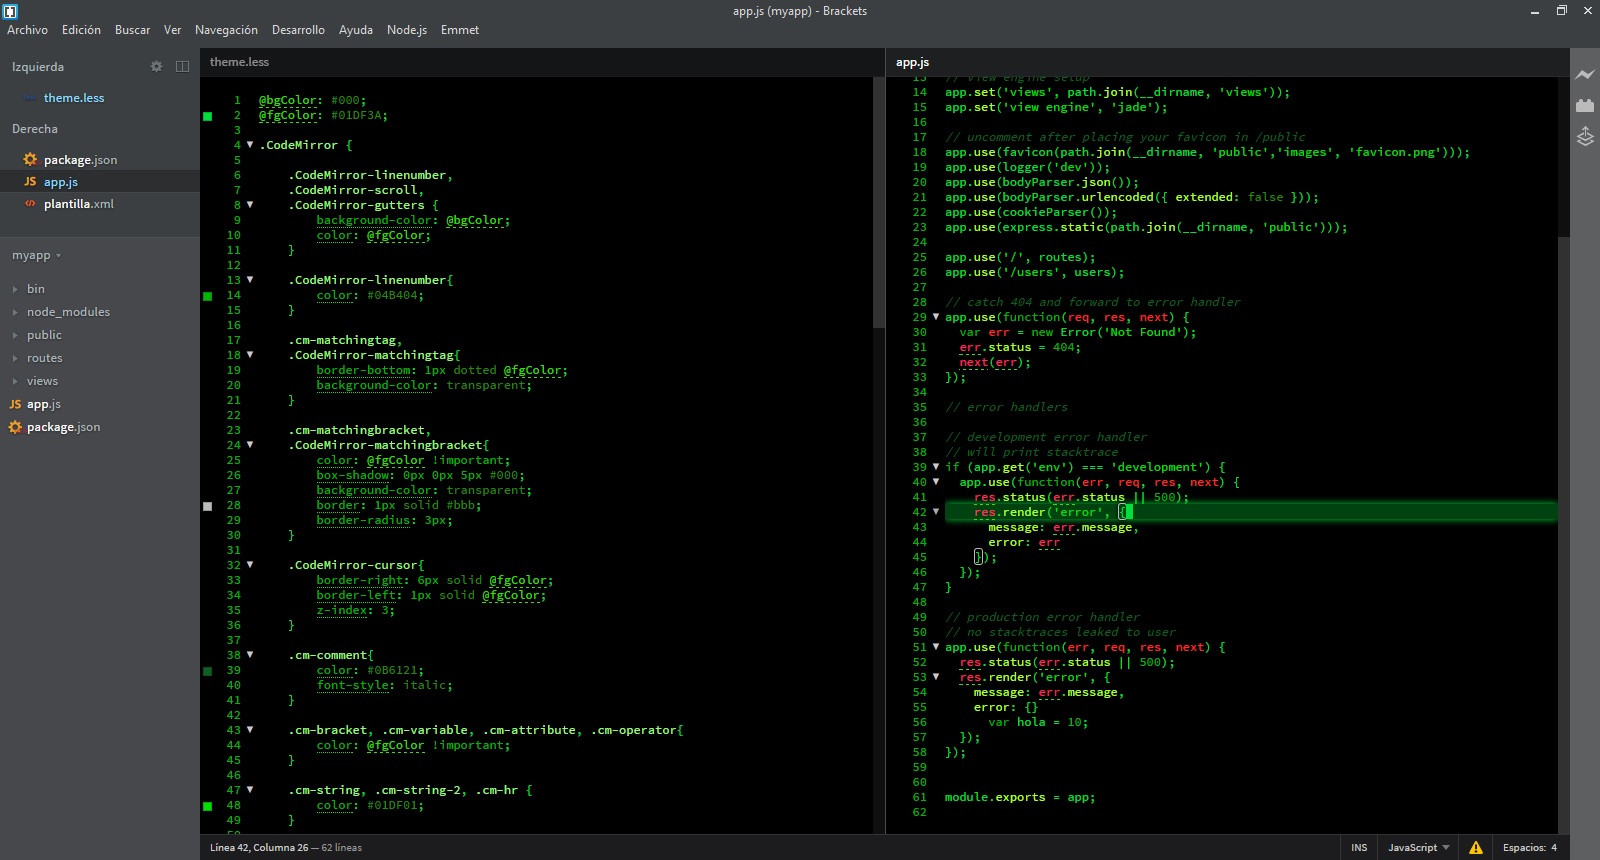 app.js (myapp) - Brackets
Archivo Edición Buscar Ver Navegación Desarrollo Ayuda Node.js Emmet
Izquierda
theme.less
Derecha
package.json
JS app.js
plantilla.xml
myapp
bin
node_modules
public
routes
views
JS app.js
package.json
theme.less
1 @bgColor: #000;
2 @fgColor: #01DF3A;
3
4 .CodeMirror {
5
6 .CodeMirror-linenumber,
7 .CodeMirror-scroll,
8 .CodeMirror-gutters {
9 background-color: @bgColor;
10 color: @fgColor;
11 }
12
13 .CodeMirror-linenumber{
14 color: #04B404;
15 }
16
17 .cm-matchingtag,
18 .CodeMirror-matchingtag{
19 border-bottom: 1px dotted @fgColor;
20 background-color: transparent;
21 }
22
23 .cm-matchingbracket,
24 .CodeMirror-matchingbracket{
25 color: @fgColor !important;
26 box-shadow: 0px 0px 5px #000;
27 background-color: transparent;
28 border: 1px solid #bbb;
29 border-radius: 3px;
30 }
31
32 .CodeMirror-cursor{
33 border-right: 6px solid @fgColor;
34 border-left: 1px solid @fgColor;
35 z-index: 3;
36 }
37
38 .cm-comment{
39 color: #0B6121;
40 font-style: italic;
41 }
42
43 .cm-bracket, .cm-variable, .cm-attribute, .cm-operator{
44 color: @fgColor !important;
45 }
46
47 .cm-string, .cm-string-2, .cm-hr {
48 color: #01DF01;
49 }
50
app.js
13 // view engine setup
14 app.set('views', path.join(__dirname, 'views'));
15 app.set('view engine', 'jade');
16
17 // uncomment after placing your favicon in /public
18 app.use(favicon(path.join(__dirname, 'public','images', 'favicon.png')));
19 app.use(logger('dev'));
20 app.use(bodyParser.json());
21 app.use(bodyParser.urlencoded({ extended: false }));
22 app.use(cookieParser());
23 app.use(express.static(path.join(__dirname, 'public')));
24
25 app.use('/', routes);
26 app.use('/users', users);
27
28 // catch 404 and forward to error handler
29 app.use(function(req, res, next) {
30 var err = new Error('Not Found');
31 err.status = 404;
32 next(err);
33 });
34
35 // error handlers
36
37 // development error handler
38 // will print stacktrace
39 if (app.get('env') === 'development') {
40 app.use(function(err, req, res, next) {
41 res.status(err.status || 500);
42 res.render('error', {
43 message: err.message,
44 error: err
45 });
46 });
47 }
48
49 // production error handler
50 // no stacktraces leaked to user
51 app.use(function(err, req, res, next) {
52 res.status(err.status || 500);
53 res.render('error', {
54 message: err.message,
55 error: {}
56 var hola = 10;
57 });
58 });
59
60
61 module.exports = app;
62
Línea 42, Columna 26 — 62 líneas
INS JavaScript Espacios: 4